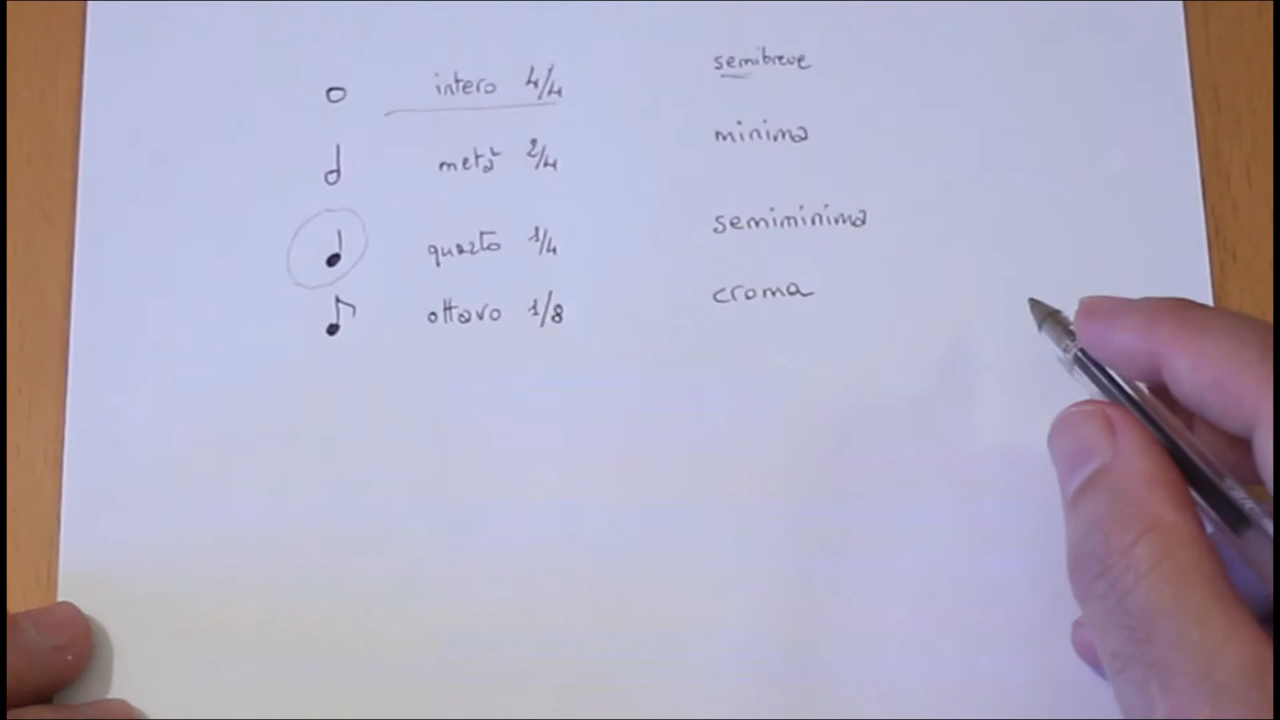 intero 4/4 semibreve
metà 2/4 minima
quarto 1/4 semiminima
ottavo 1/8 croma